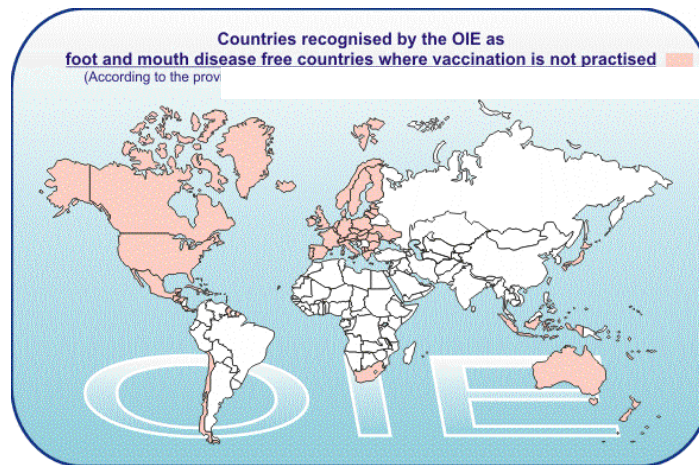 Countries recognised by the OIE as
foot and mouth disease free countries where vaccination is not practised
(According to the prov
OIE